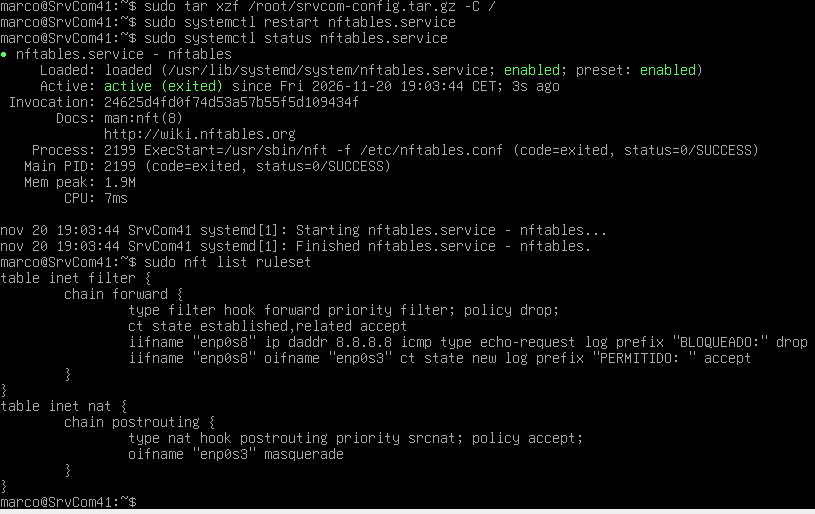 marco@SrvCom41:~$ sudo tar xzf /root/srvcom-config.tar.gz -C /
marco@SrvCom41:~$ sudo systemctl restart nftables.service
marco@SrvCom41:~$ sudo systemctl status nftables.service
● nftables.service - nftables
     Loaded: loaded (/usr/lib/systemd/system/nftables.service; enabled; preset: enabled)
     Active: active (exited) since Fri 2026-11-20 19:03:44 CET; 3s ago
 Invocation: 24625d4fd0f74d53a57b55f5d109434f
       Docs: man:nft(8)
             http://wiki.nftables.org
    Process: 2199 ExecStart=/usr/sbin/nft -f /etc/nftables.conf (code=exited, status=0/SUCCESS)
   Main PID: 2199 (code=exited, status=0/SUCCESS)
   Mem peak: 1.9M
        CPU: 7ms

nov 20 19:03:44 SrvCom41 systemd[1]: Starting nftables.service - nftables...
nov 20 19:03:44 SrvCom41 systemd[1]: Finished nftables.service - nftables.
marco@SrvCom41:~$ sudo nft list ruleset
table inet filter {
        chain forward {
                type filter hook forward priority filter; policy drop;
                ct state established,related accept
                iifname "enp0s8" ip daddr 8.8.8.8 icmp type echo-request log prefix "BLOQUEADO:" drop
                iifname "enp0s8" oifname "enp0s3" ct state new log prefix "PERMITIDO: " accept
        }
}
table inet nat {
        chain postrouting {
                type nat hook postrouting priority srcnat; policy accept;
                oifname "enp0s3" masquerade
        }
}
marco@SrvCom41:~$